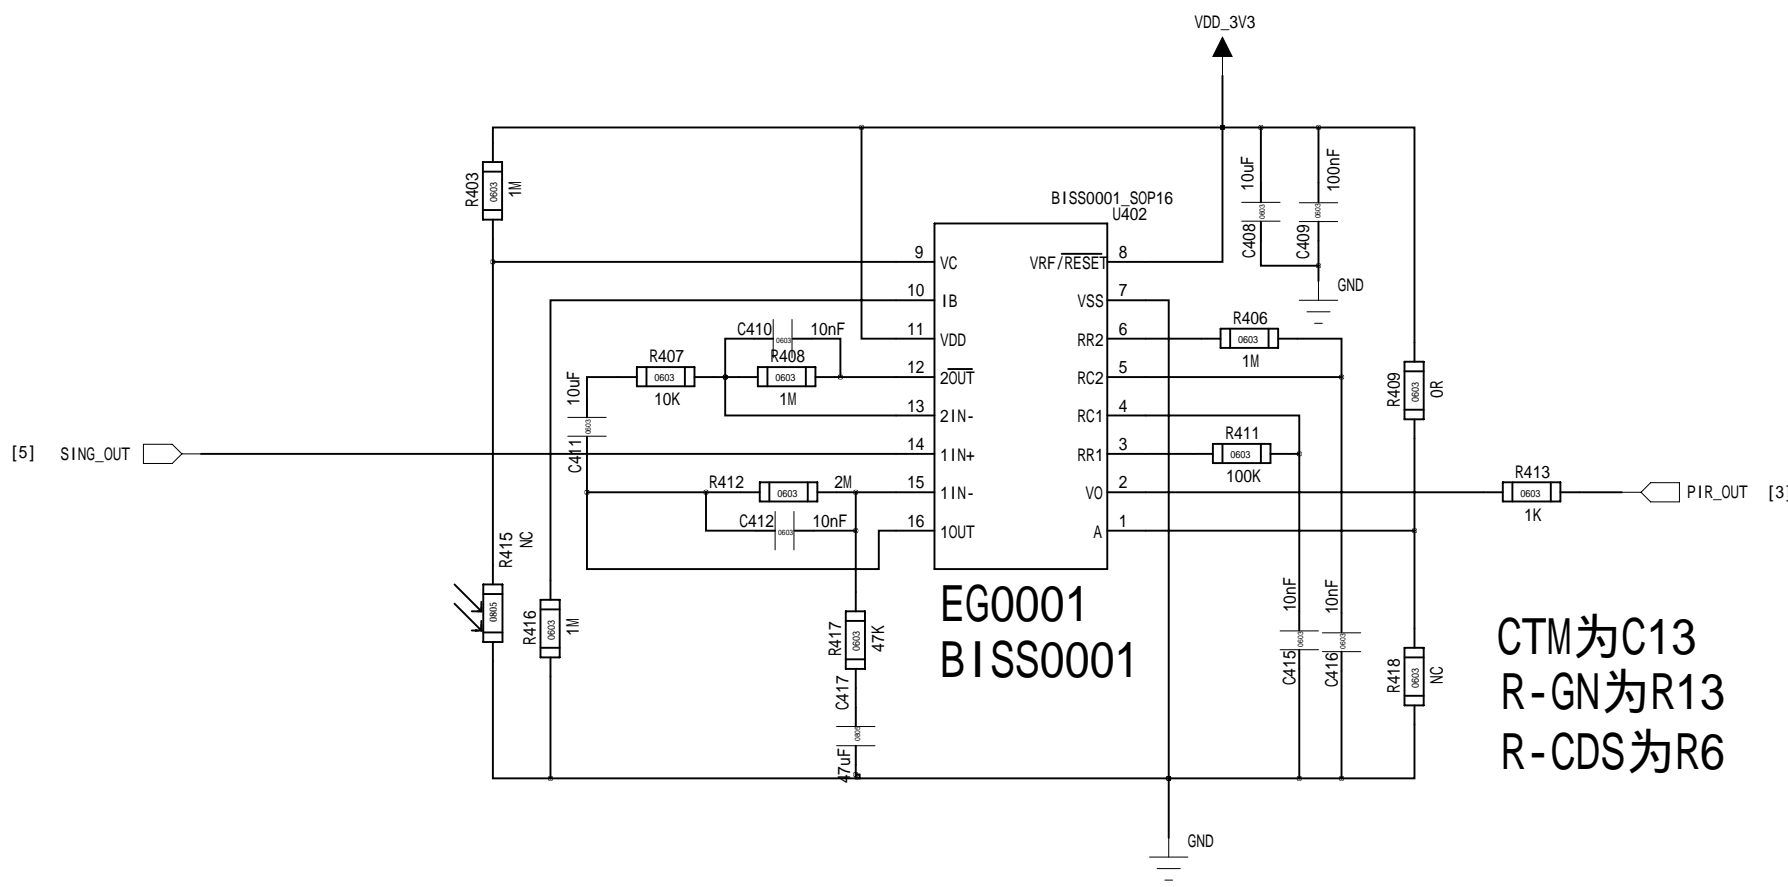 VDD_3V3
R403
0603
1M
10uF
0603
C408
100nF
0603
C409
GND
BISS0001_SOP16
U402
9
VC
VRF/RESET
8
10
IB
VSS
7
11
VDD
RR2
6
12
2OUT
RC2
5
13
2IN-
RC1
4
14
1IN+
RR1
3
15
1IN-
VO
2
16
1OUT
A
1
C410
10nF
0603
R407
0603
10K
R408
0603
1M
10uF
0603
C411
R406
0603
1M
R409
0603
0R
[5]
SING_OUT
R411
0603
100K
R412
0603
2M
C412
0603
10nF
R413
0603
1K
PIR_OUT
[3]
R415
NC
0805
R416
0603
1M
EG0001
BISS0001
R417
0603
47K
C417
0805
47uF
10nF
0603
C415
10nF
0603
C416
R418
0603
NC
CTM为C13
R-GN为R13
R-CDS为R6
GND